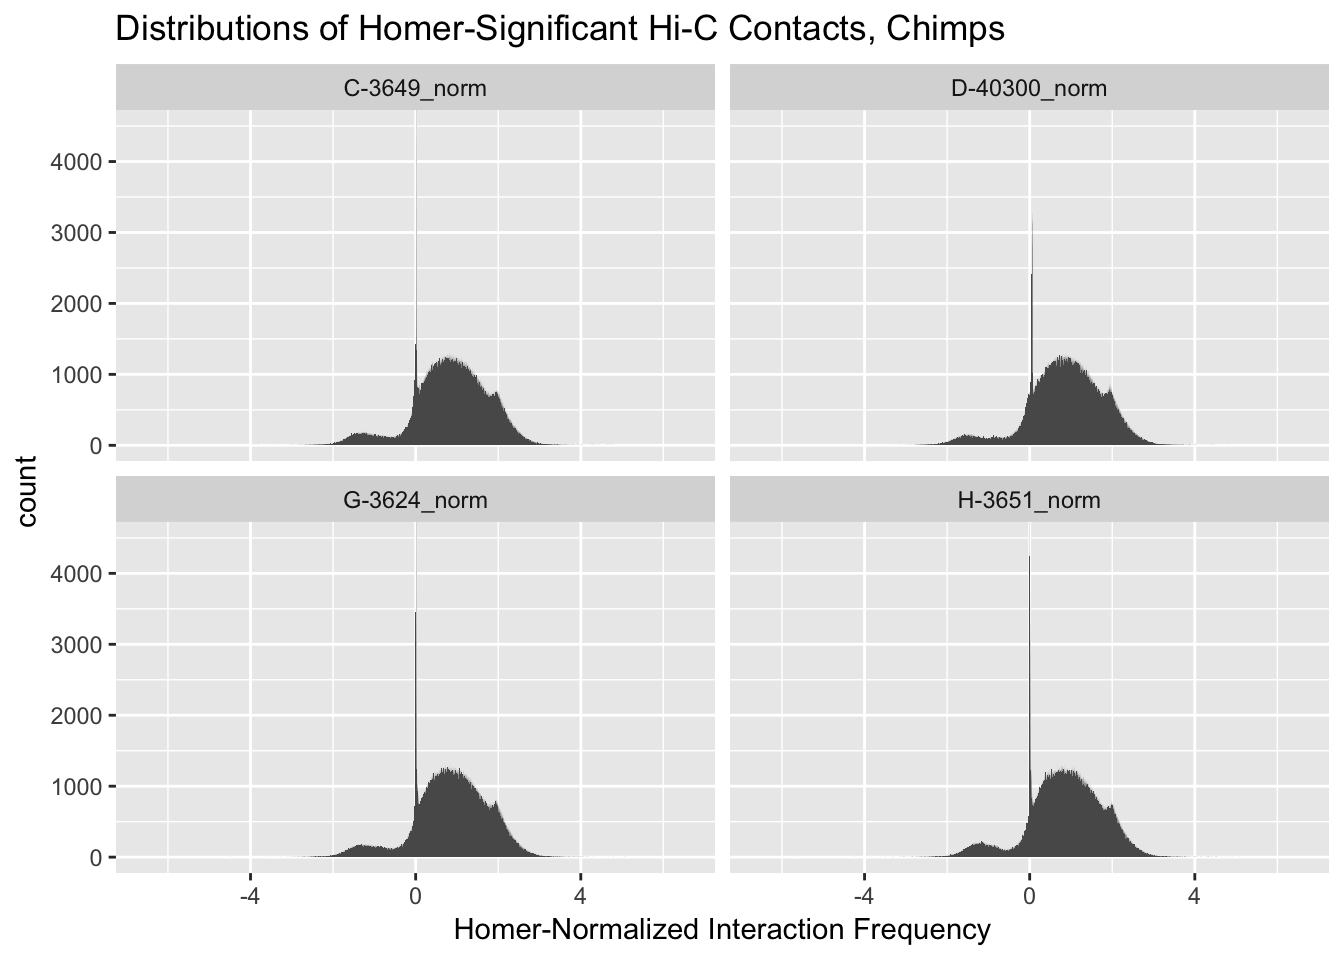 Distributions of Homer-Significant Hi-C Contacts, Chimps
C-3649_norm
D-40300_norm
4000
3000
2000
1000
0
count
G-3624_norm
H-3651_norm
4000
3000
2000
1000
0
-4 0 4
-4 0 4
Homer-Normalized Interaction Frequency